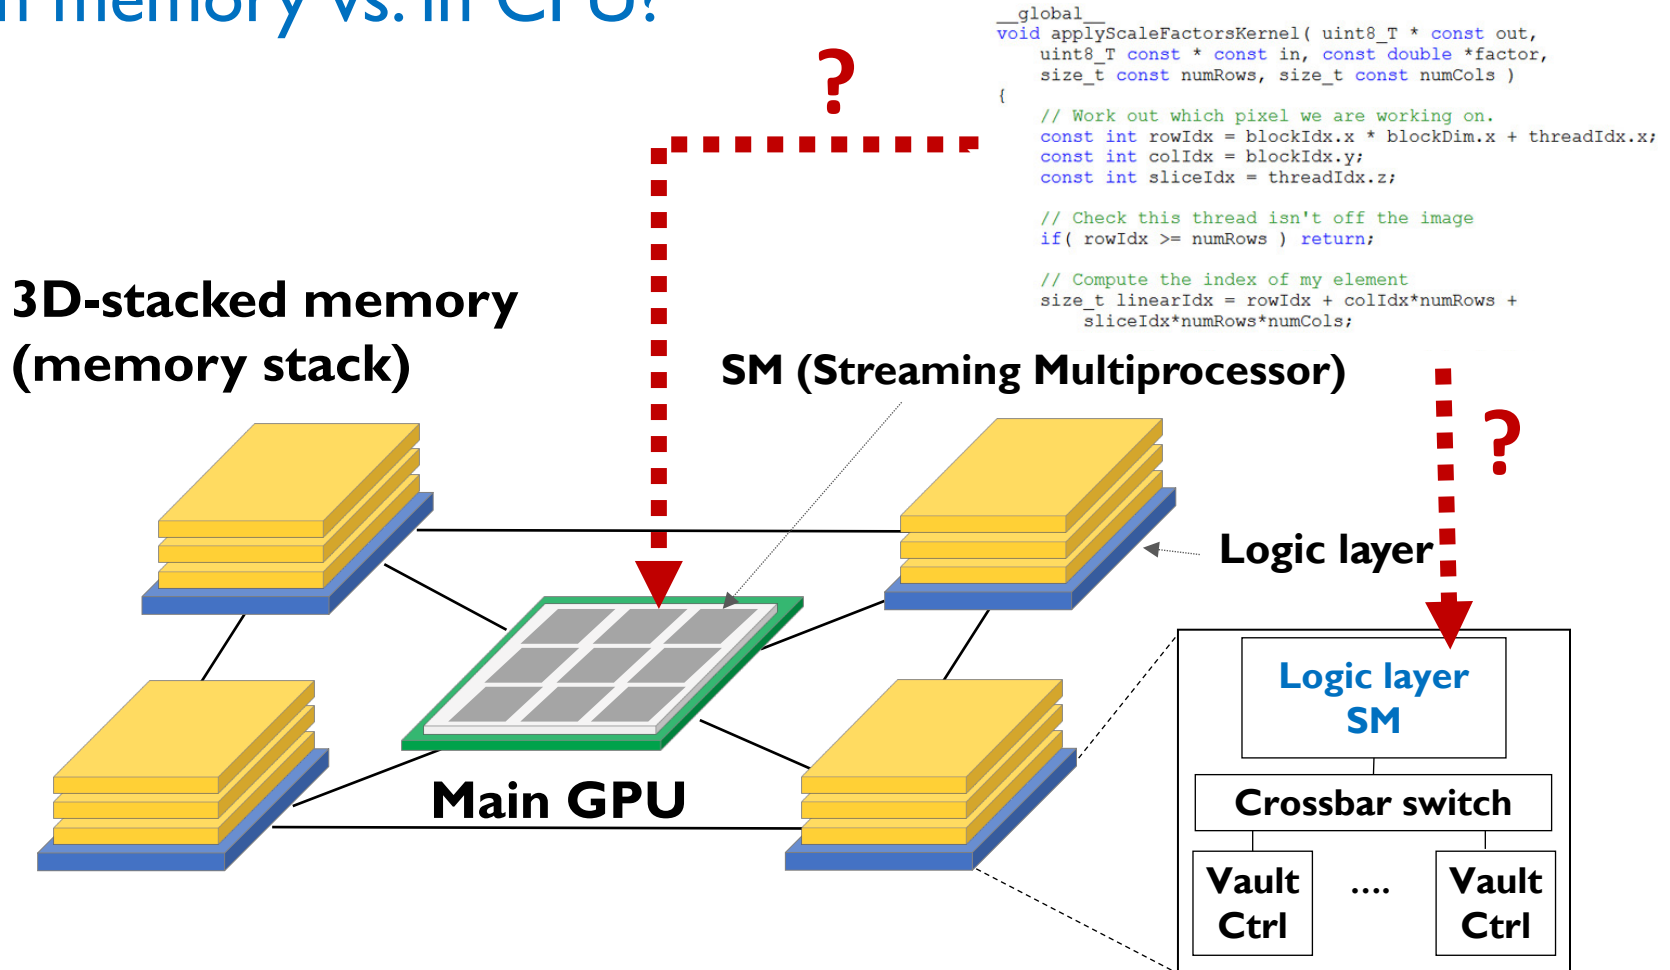 memory vs. in CPU?
__global__
void applyScaleFactorsKernel( uint8_T * const out,
    uint8_T const * const in, const double *factor,
    size_t const numRows, size_t const numCols )
{
    // Work out which pixel we are working on.
    const int rowIdx = blockIdx.x * blockDim.x + threadIdx.x;
    const int colIdx = blockIdx.y;
    const int sliceIdx = threadIdx.z;
    // Check this thread isn't off the image
    if( rowIdx >= numRows ) return;
    // Compute the index of my element
    size_t linearIdx = rowIdx + colIdx*numRows +
        sliceIdx*numRows*numCols;
?
3D-stacked memory
(memory stack)
SM (Streaming Multiprocessor)
?
Logic layer
Main GPU
Logic layer
SM
Crossbar switch
Vault
Ctrl
....
Vault
Ctrl